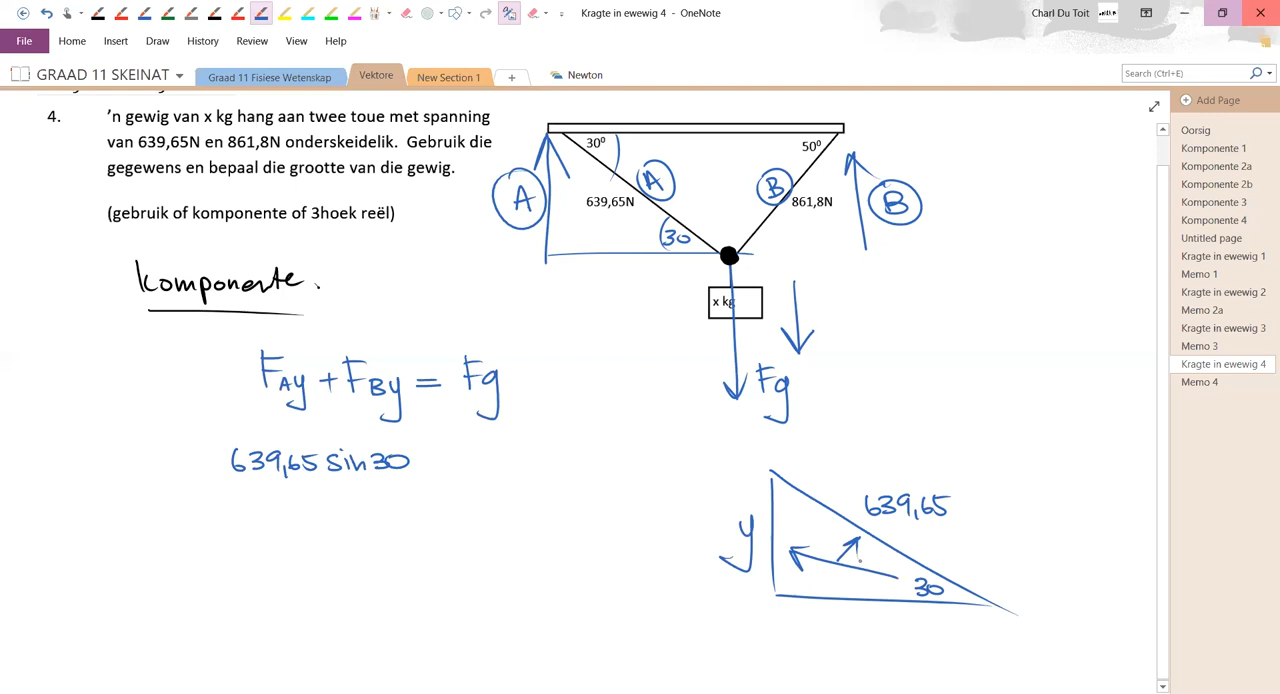 Kragte in ewewig 4 - OneNote
Charl Du Toit
File Home Insert Draw History Review View Help
GRAAD 11 SKEINAT
Graad 11 Fisiese Wetenskap
Vektore
New Section 1
+
Newton
Search (Ctrl+E)
Add Page
4. 'n gewig van x kg hang aan twee toue met spanning
van 639,65N en 861,8N onderskeidelik. Gebruik die
gegewens en bepaal die grootte van die gewig.
(gebruik of komponente of 3hoek reël)
30⁰
50⁰
A
A
B
B
639,65N
861,8N
30
x kg
Fg
komponente.
FAy + FBy = Fg
639,65 sin 30
639,65
y
30
Oorsig
Komponente 1
Komponente 2a
Komponente 2b
Komponente 3
Komponente 4
Untitled page
Kragte in ewewig 1
Memo 1
Kragte in ewewig 2
Memo 2a
Kragte in ewewig 3
Memo 3
Kragte in ewewig 4
Memo 4